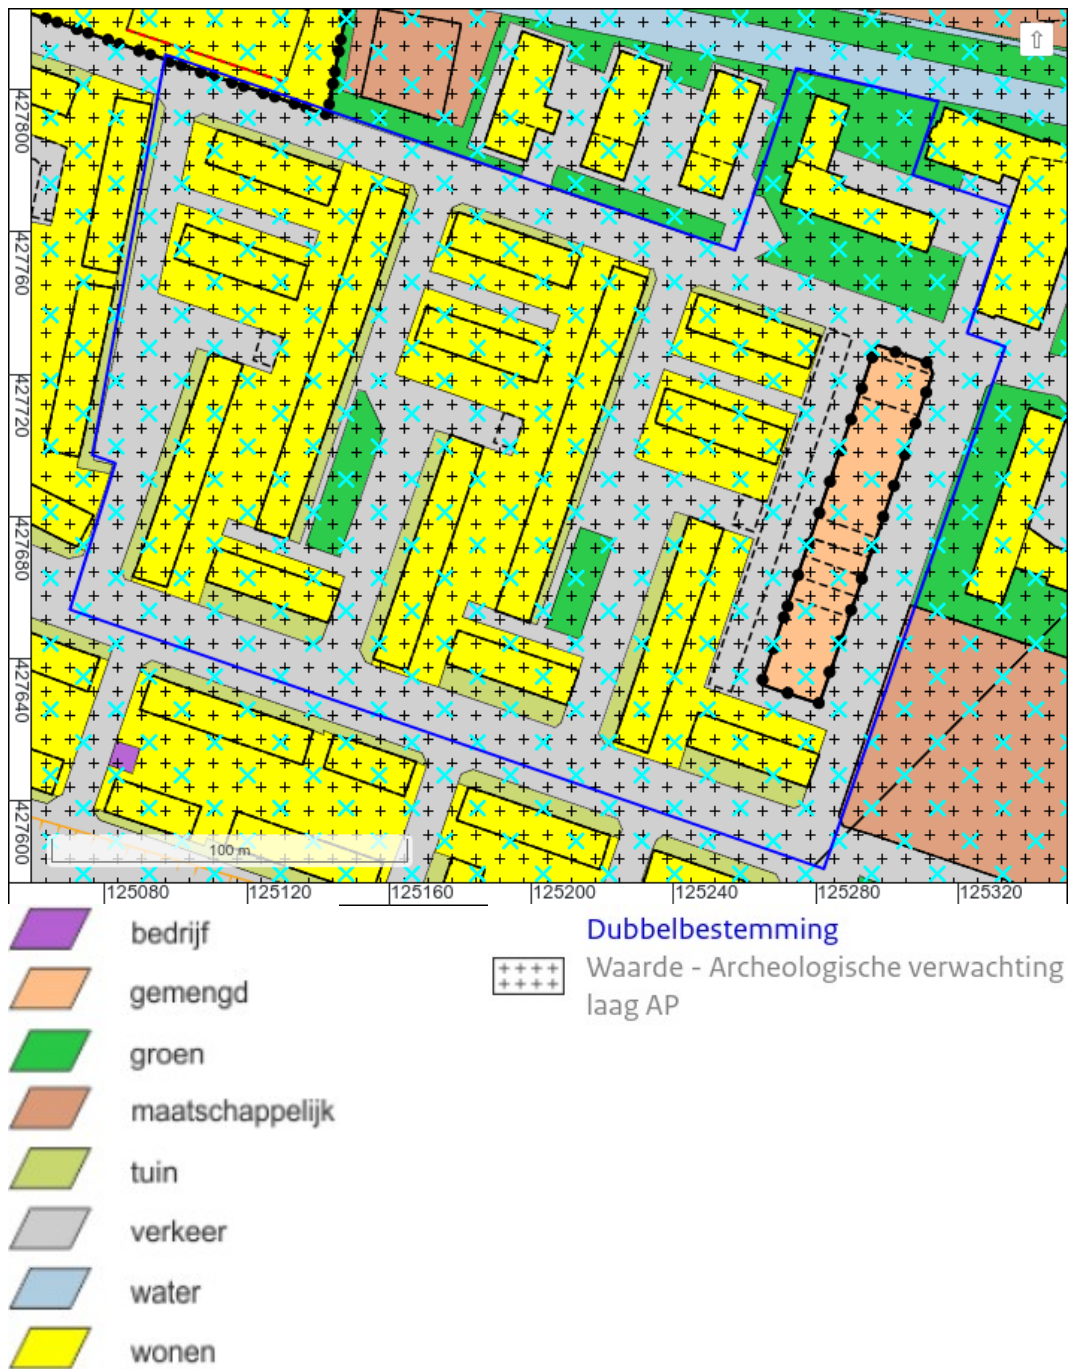 ⇧
427800
427760
427720
427680
427640
427600
100 m
125080
125120
125160
125200
125240
125280
125320
bedrijf
gemengd
groen
maatschappelijk
tuin
verkeer
water
wonen
Dubbelbestemming
Waarde - Archeologische verwachting
laag AP